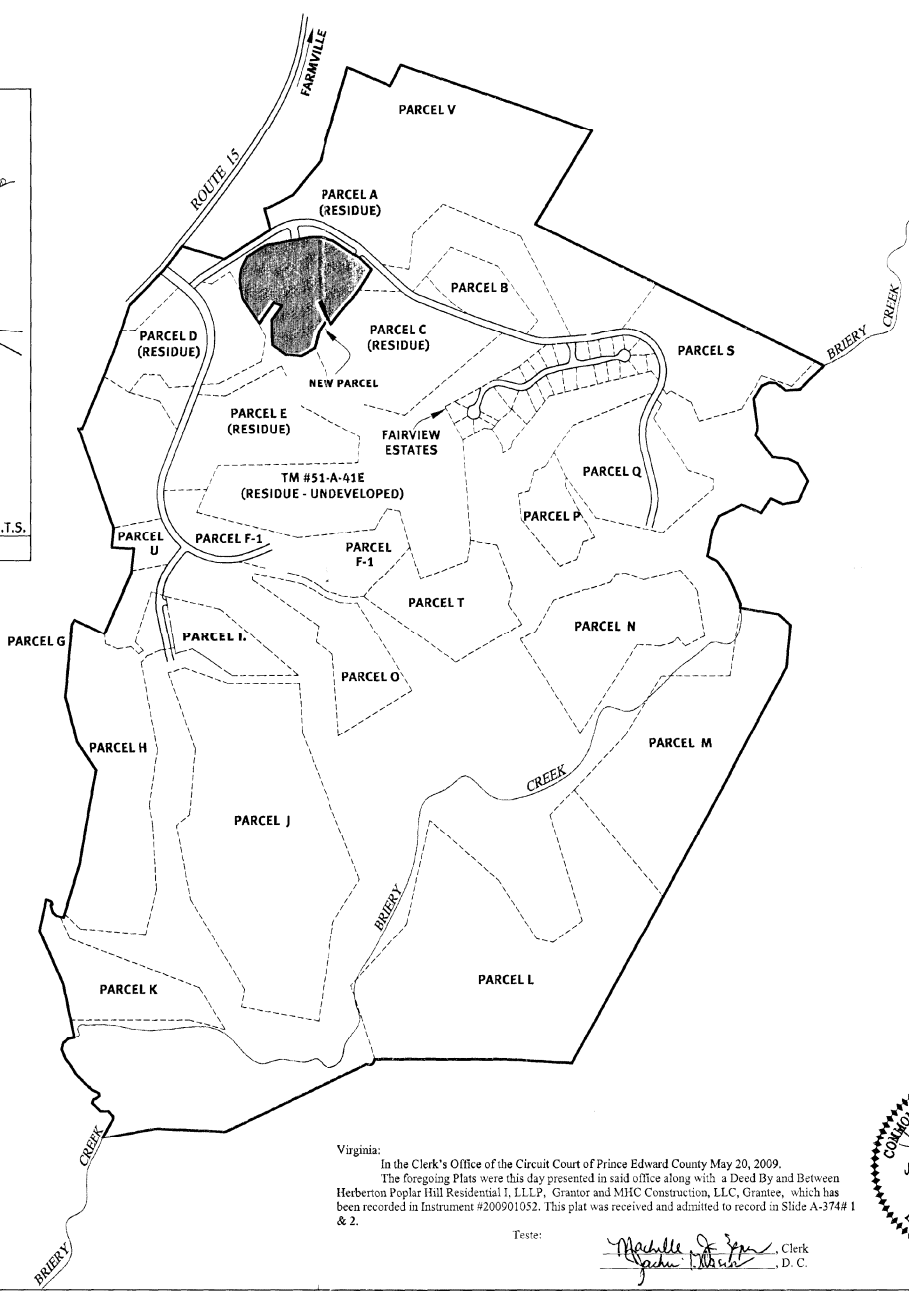 FARMVILLE
PARCEL V
ROUTE 15
PARCEL A
(RESIDUE)
PARCEL B
BRIERY CREEK
PARCEL D
(RESIDUE)
PARCEL C
(RESIDUE)
PARCEL S
NEW PARCEL
PARCEL E
(RESIDUE)
FAIRVIEW
ESTATES
TM #51-A-41E
(RESIDUE - UNDEVELOPED)
PARCEL Q
PARCEL P
.T.S.
PARCEL
U
PARCEL F-1
PARCEL
F-1
PARCEL T
PARCEL N
PARCEL G
PARCEL
PARCEL O
PARCEL H
PARCEL M
CREEK
PARCEL J
BRIERY
PARCEL K
PARCEL L
CREEK
BRIERY
COMMO
Virginia:
In the Clerk's Office of the Circuit Court of Prince Edward County May 20, 2009.
The foregoing Plats were this day presented in said office along with a Deed By and Between
Herberton Poplar Hill Residential I, LLLP, Grantor and MHC Construction, LLC, Grantee, which has
been recorded in Instrument #200901052. This plat was received and admitted to record in Slide A-374# 1
& 2.
Teste:
, Clerk
, D. C.